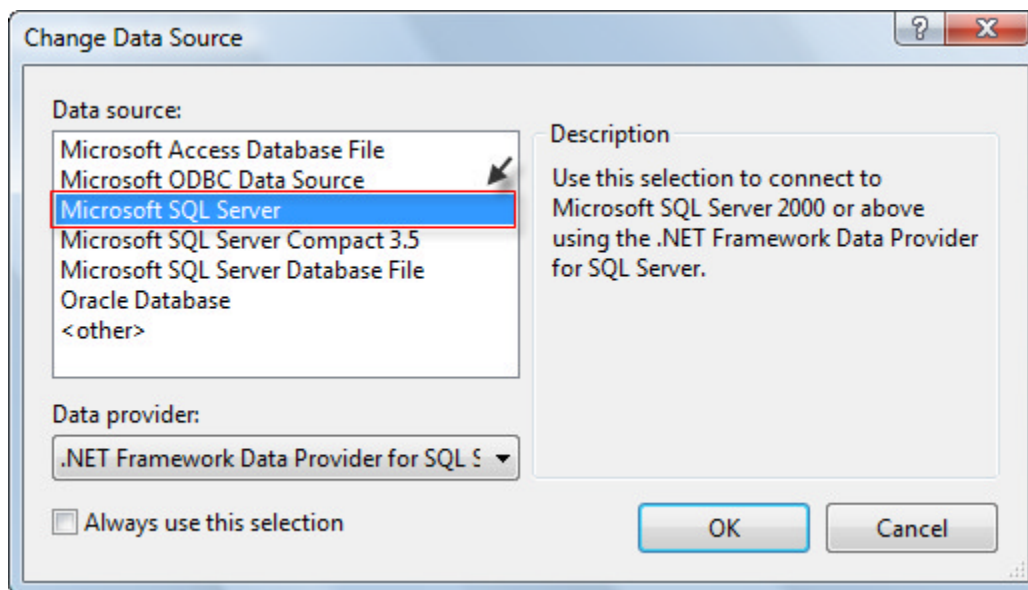 Change Data Source
Data source:
Microsoft Access Database File
Microsoft ODBC Data Source
Microsoft SQL Server
Microsoft SQL Server Compact 3.5
Microsoft SQL Server Database File
Oracle Database
<other>
Description
Use this selection to connect to
Microsoft SQL Server 2000 or above
using the .NET Framework Data Provider
for SQL Server.
Data provider:
.NET Framework Data Provider for SQL S
Always use this selection
OK
Cancel